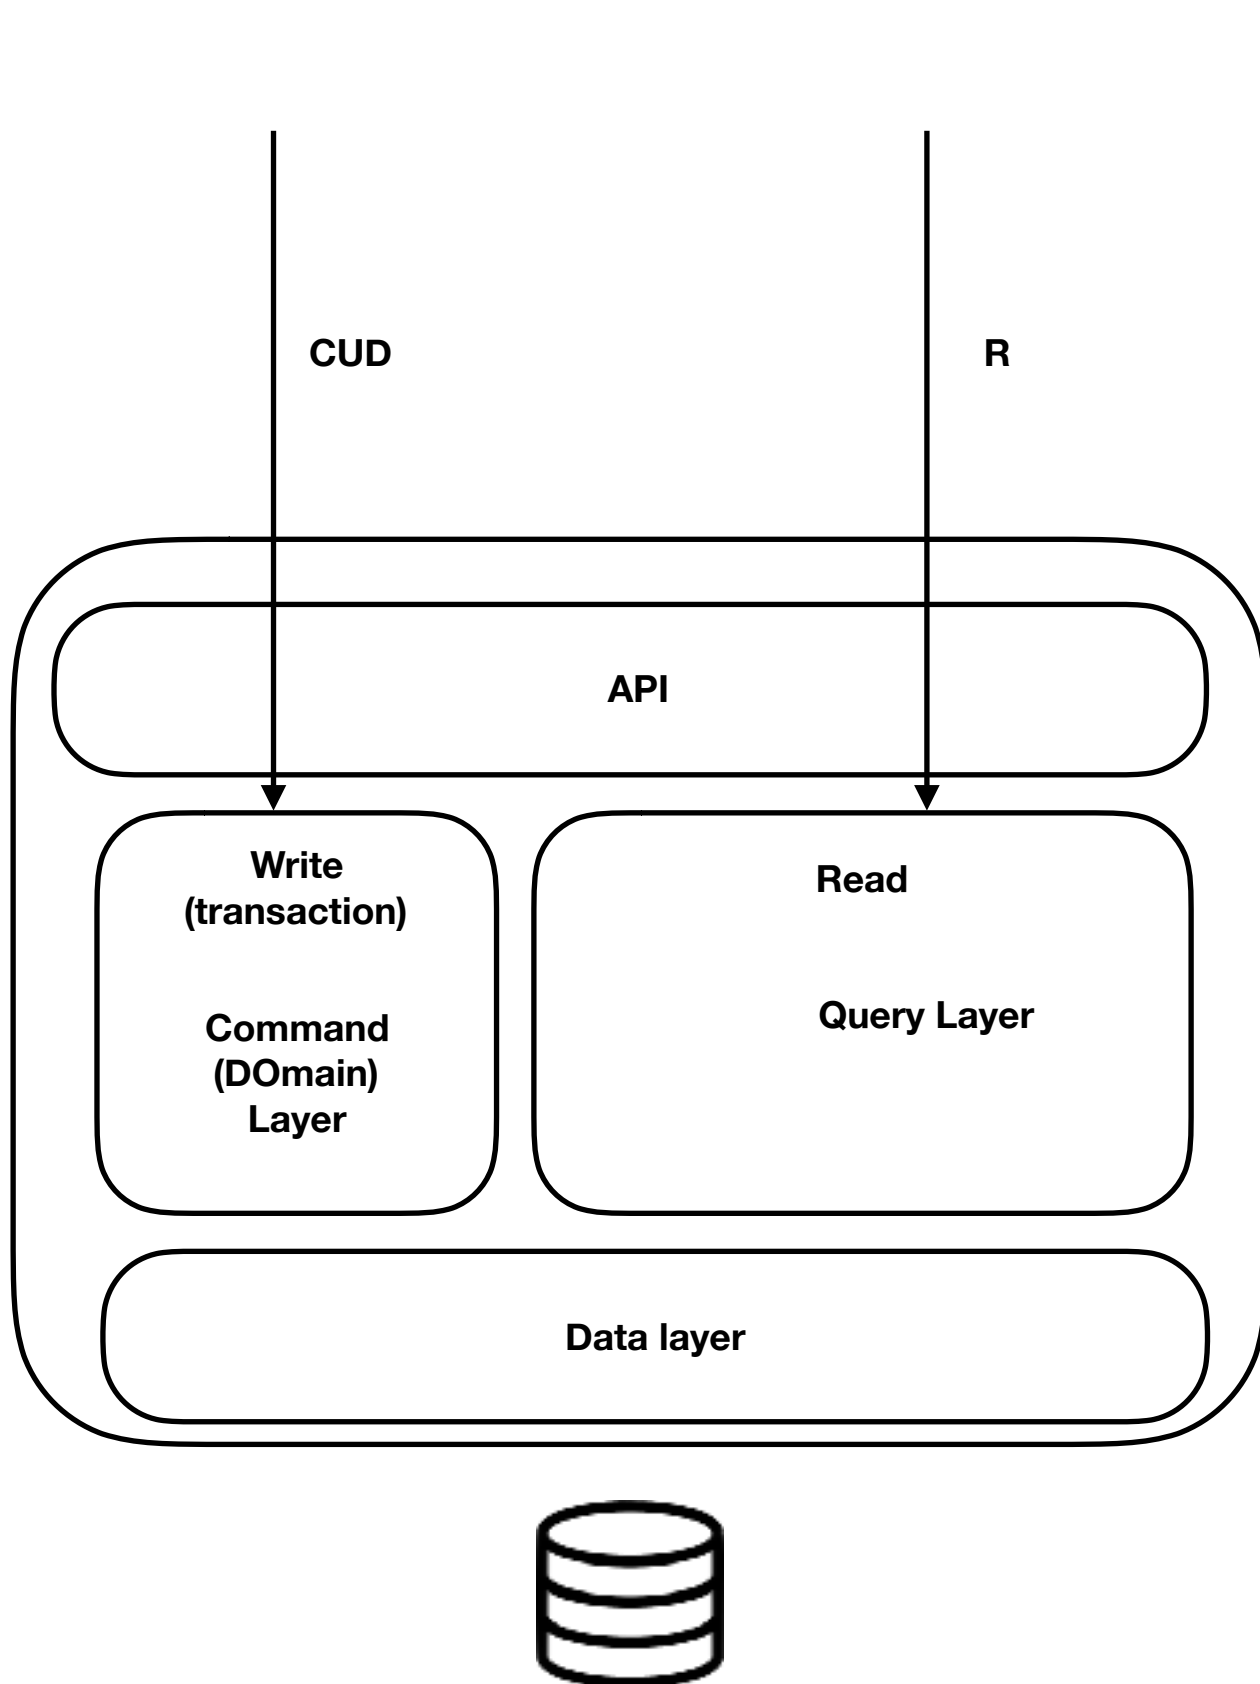 CUD
R
API
Write
(transaction)
Command
(DOmain)
Layer
Read
Query Layer
Data layer